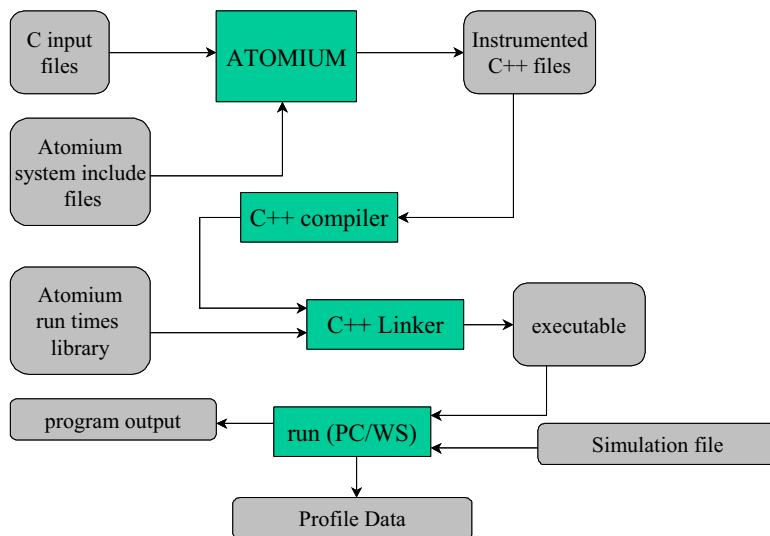 C input
files
ATOMIUM
Instrumented
C++ files
Atomium
system include
files
C++ compiler
Atomium
run times
library
C++ Linker
executable
program output
run (PC/WS)
Simulation file
Profile Data